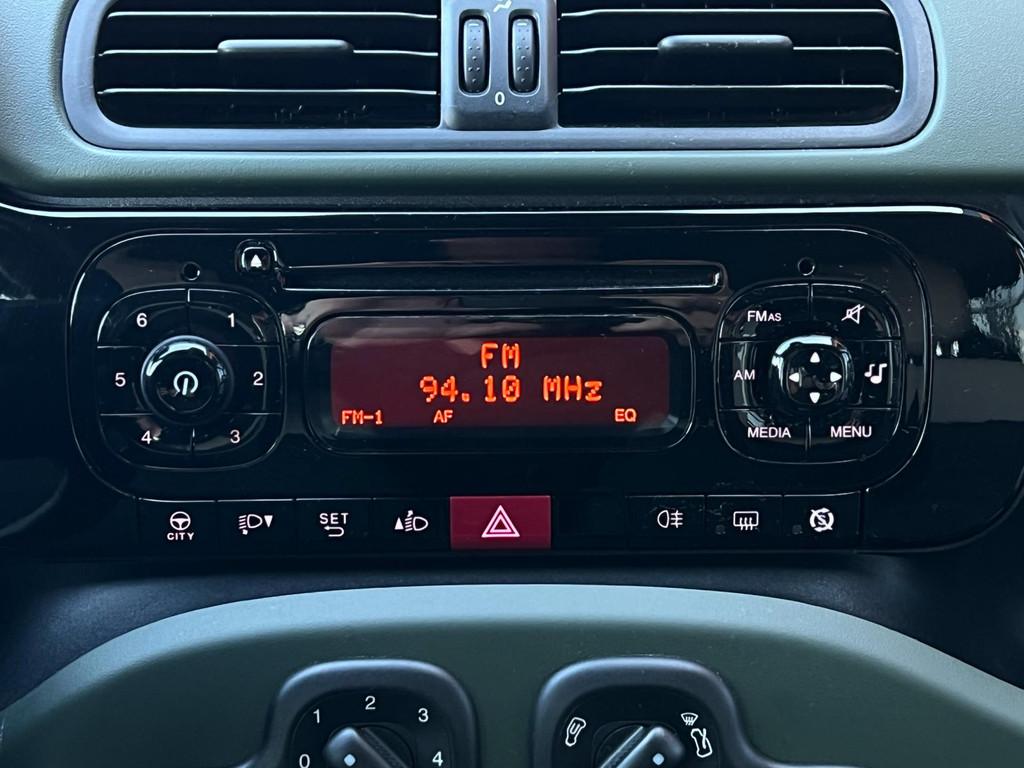 0
6 1
5 2
4 3
FM
94.10 MHz
FM-1 AF EQ
FMAS
AM
MEDIA MENU
CITY
SET
0 1 2 3 4